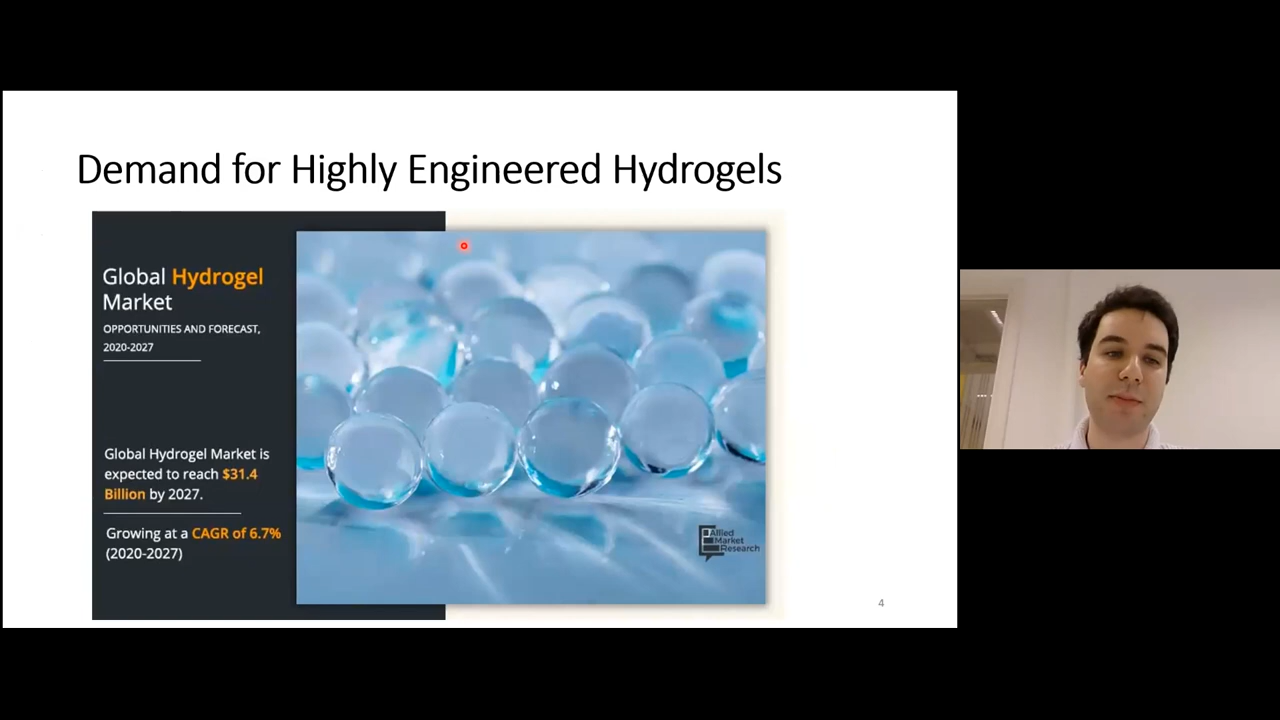 Demand for Highly Engineered Hydrogels
Global Hydrogel
Market
OPPORTUNITIES AND FORECAST,
2020-2027
Global Hydrogel Market is
expected to reach $31.4
Billion by 2027.
Growing at a CAGR of 6.7%
(2020-2027)
Allied
Market
Research
4